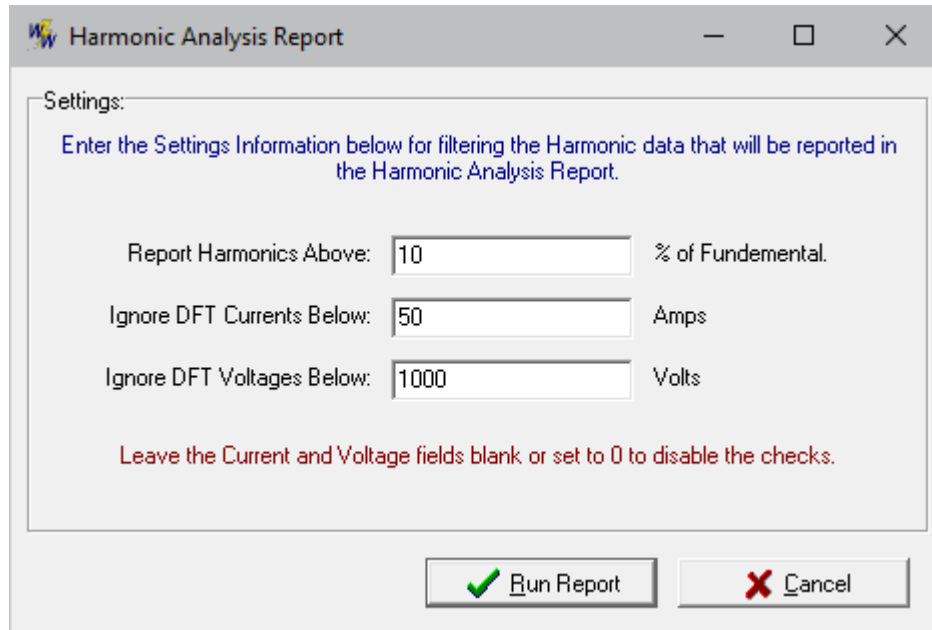 Harmonic Analysis Report
Settings:
Enter the Settings Information below for filtering the Harmonic data that will be reported in
the Harmonic Analysis Report.
Report Harmonics Above: 10 % of Fundemental.
Ignore DFT Currents Below: 50 Amps
Ignore DFT Voltages Below: 1000 Volts
Leave the Current and Voltage fields blank or set to 0 to disable the checks.
Run Report Cancel